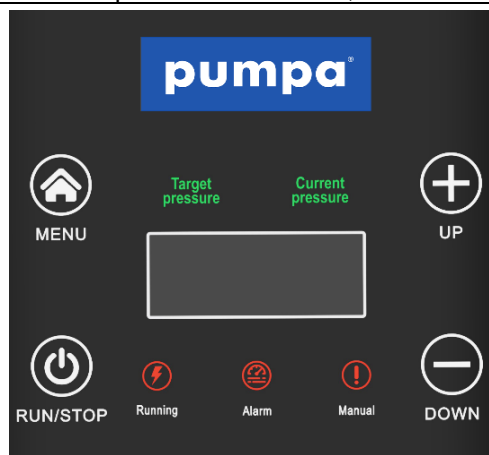 pumpa®
Target
pressure
Current
pressure
MENU
UP
RUN/STOP
Running
Alarm
Manual
DOWN